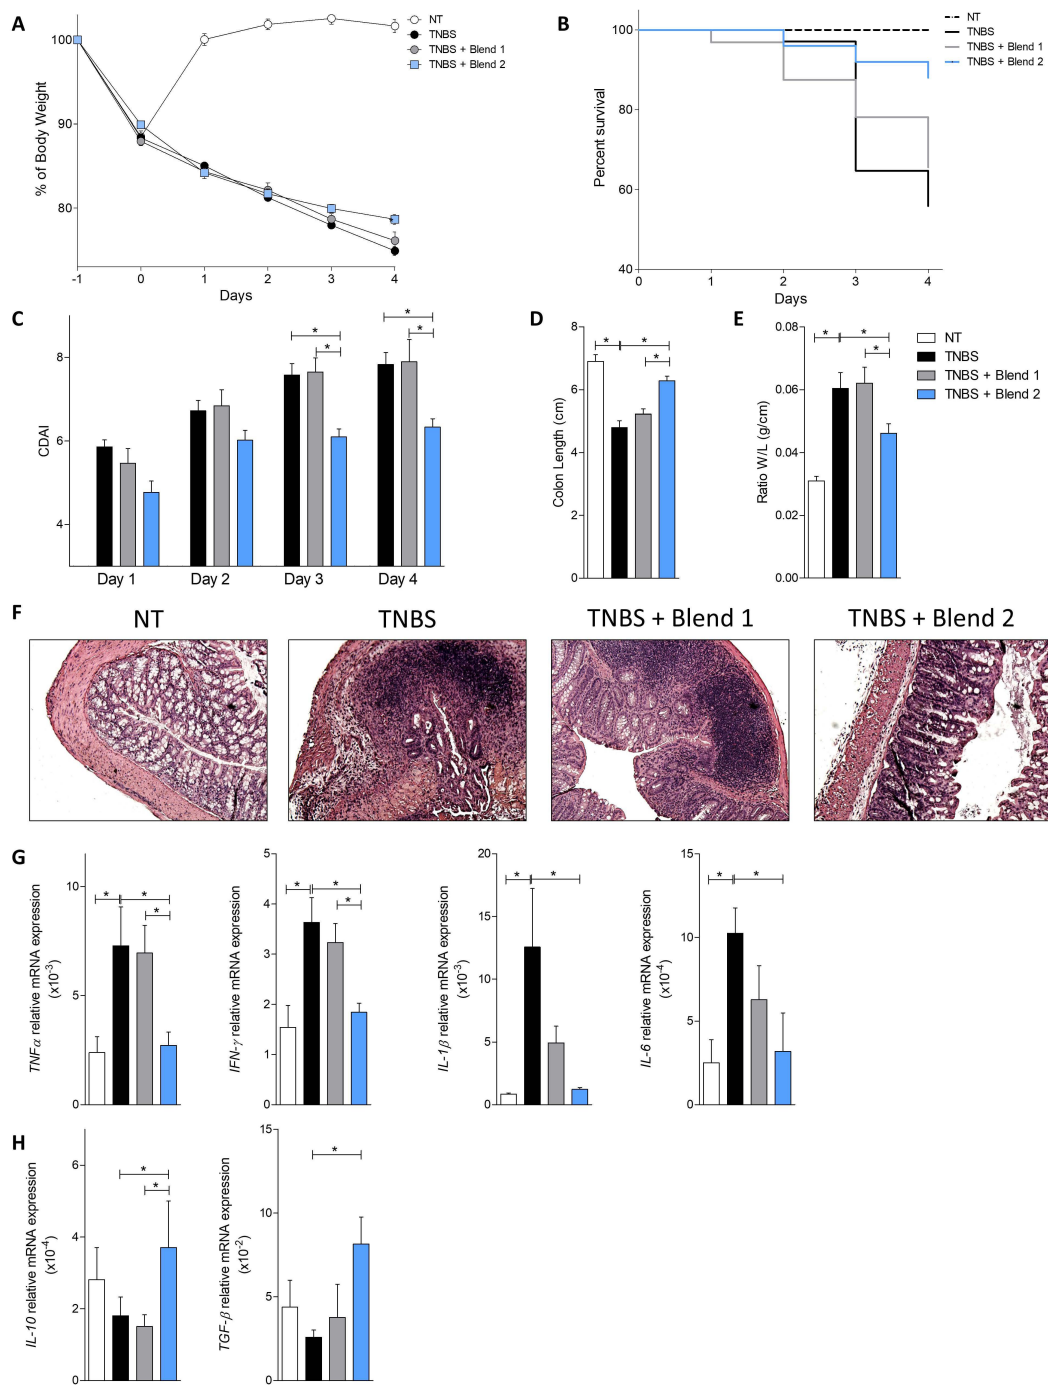 A
NT
TNBS
TNBS + Blend 1
TNBS + Blend 2
% of Body Weight
100
90
80
-1 0 1 2 3 4
Days
B
NT
TNBS
TNBS + Blend 1
TNBS + Blend 2
Percent survival
100
80
60
40
0 1 2 3 4
Days
C
CDAI
8
6
4
* * * *
Day 1 Day 2 Day 3 Day 4
D
Colon Length (cm)
8
6
4
2
0
* * *
E
Ratio W/L (g/cm)
0.08
0.06
0.04
0.02
0.00
* * *
NT
TNBS
TNBS + Blend 1
TNBS + Blend 2
F
NT TNBS TNBS + Blend 1 TNBS + Blend 2
G
TNFα relative mRNA expression
(x10-3)
10
5
0
* * *
IFN-γ relative mRNA expression
5
4
3
2
1
0
* * *
IL-1β relative mRNA expression
(x10-3)
20
15
10
5
0
* *
IL-6 relative mRNA expression
(x10-4)
15
10
5
0
* *
H
IL-10 relative mRNA expression
(x10-4)
6
4
2
0
* *
TGF-β relative mRNA expression
(x10-2)
15
10
5
0
*